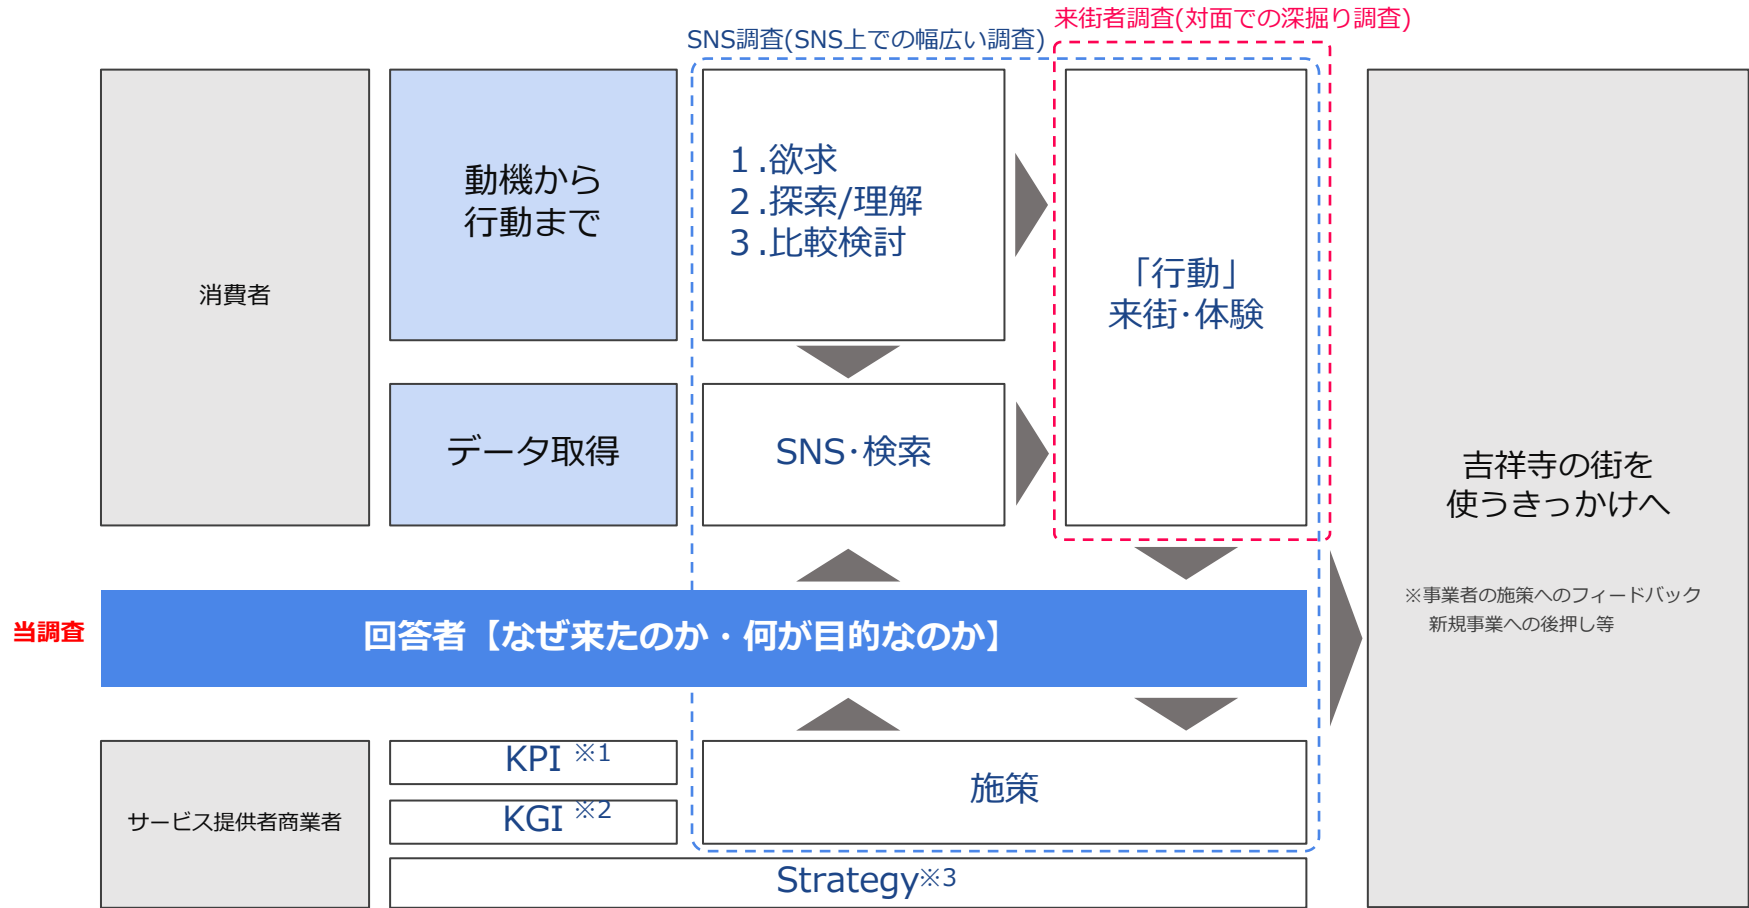 来街者調査(対面での深掘り調査)
SNS調査(SNS上での幅広い調査)
消費者
動機から
行動まで
１.欲求
２.探索/理解
３.比較検討
「行動」
来街･体験
データ取得
SNS･検索
吉祥寺の街を
使うきっかけへ
※事業者の施策へのフィードバック
新規事業への後押し等
当調査
回答者【なぜ来たのか・何が目的なのか】
サービス提供者商業者
KPI ※1
KGI ※2
施策
Strategy※3